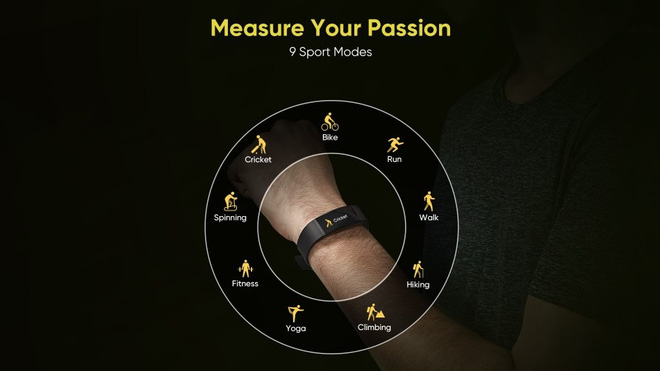 Measure Your Passion
9 Sport Modes
Bike
Run
Walk
Hiking
Climbing
Yoga
Fitness
Spinning
Cricket
Cricket